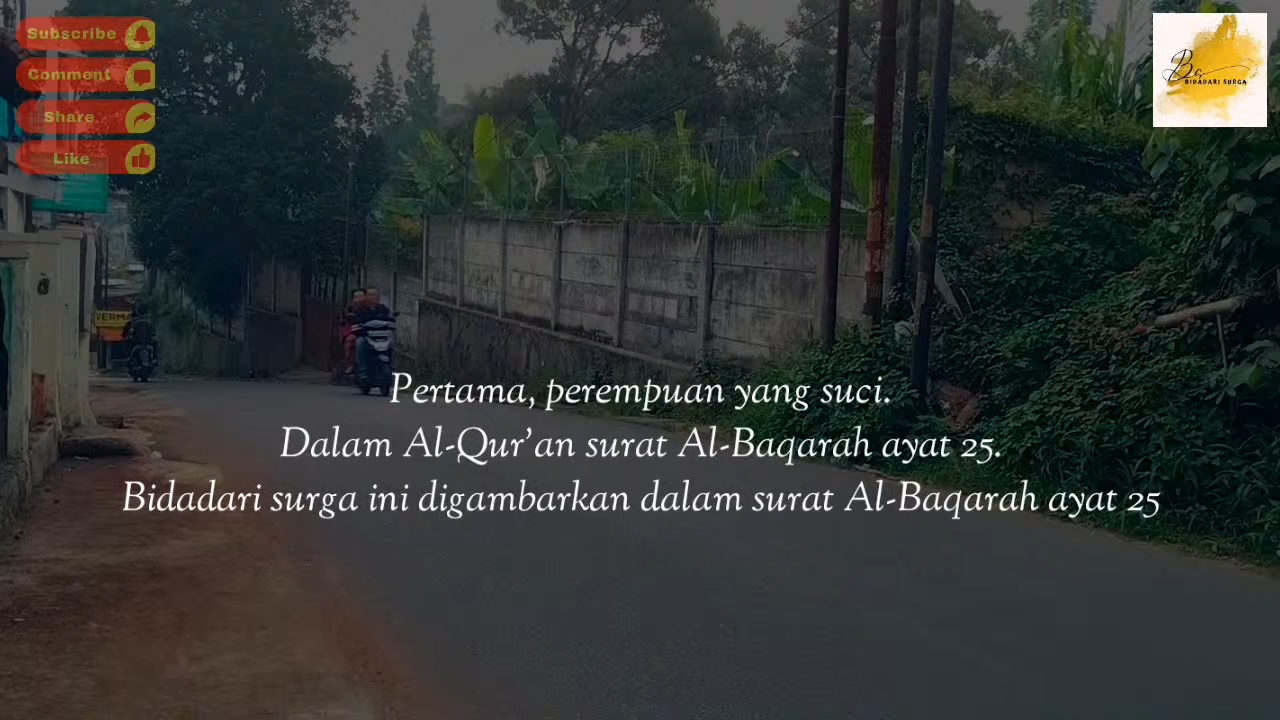 Subscribe
Comment
Share
Like
Bs
BIDADARI SURGA
Pertama, perempuan yang suci.
Dalam Al-Qur'an surat Al-Baqarah ayat 25.
Bidadari surga ini digambarkan dalam surat Al-Baqarah ayat 25